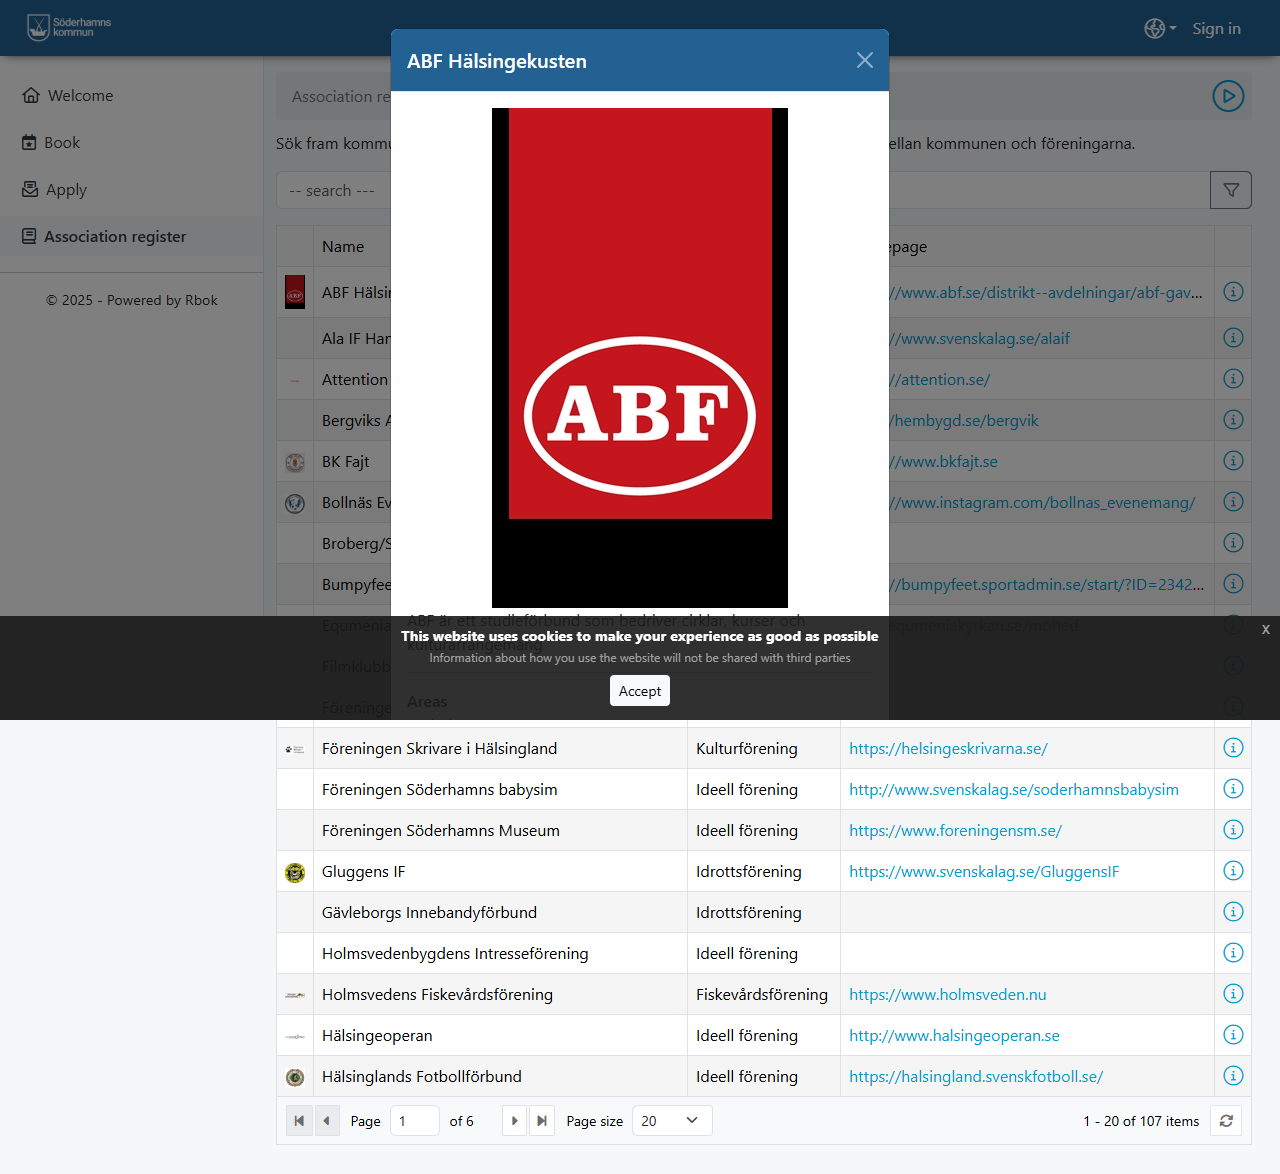 Söderhamns
kommun
Sign in
ABF Hälsingekusten
Welcome
Book
Apply
Association register
© 2025 - Powered by Rbok
Association re
Sök fram kommu
ellan kommunen och föreningarna.
-- search ---
Name
epage
ABF Hälsin
//www.abf.se/distrikt--avdelningar/abf-gav...
Ala IF Han
//www.svenskalag.se/alaif
Attention
//attention.se/
Bergviks A
/hembygd.se/bergvik
BK Fajt
//www.bkfajt.se
Bollnäs Ev
//www.instagram.com/bollnas_evenemang/
Broberg/S
Bumpyfee
//bumpyfeet.sportadmin.se/start/?ID=2342...
ABF
ABF är ett studieförbund som bedriver cirklar, kurser och
kulturarrangemang
Areas
Equmenia
equmeniakyrkan.se/mohed
Filmklubb
Föreninge
This website uses cookies to make your experience as good as possible
x
Information about how you use the website will not be shared with third parties
Accept
Föreningen Skrivare i Hälsingland Kulturförening https://helsingeskrivarna.se/
Föreningen Söderhamns babysim Ideell förening http://www.svenskalag.se/soderhamnsbabysim
Föreningen Söderhamns Museum Ideell förening https://www.foreningensm.se/
Gluggens IF Idrottsförening https://www.svenskalag.se/GluggensIF
Gävleborgs Innebandyförbund Idrottsförening
Holmsvedenbygdens Intresseförening Ideell förening
Holmsvedens Fiskevårdsförening Fiskevårdsförening https://www.holmsveden.nu
Hälsingeoperan Ideell förening http://www.halsingeoperan.se
Hälsinglands Fotbollförbund Ideell förening https://halsingland.svenskfotboll.se/
Page 1 of 6 Page size 20 1 - 20 of 107 items